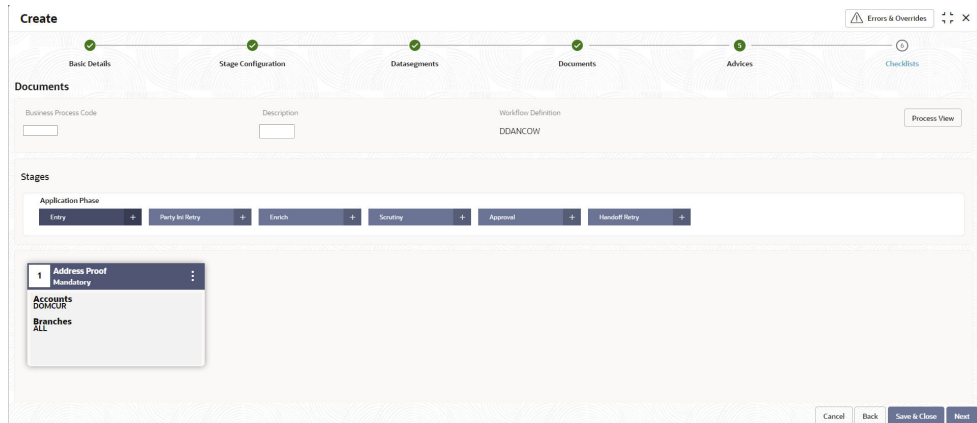 Create
Errors & Overrides
5
6
Basic Details
Stage Configuration
Datasegments
Documents
Advices
Checklists
Documents
Business Process Code
Description
Workflow Definition
DDANCOW
Process View
Stages
Application Phase
Entry +
Party Ini Retry +
Enrich +
Scrutiny +
Approval +
Handoff Retry +
1
Address Proof
Mandatory
Accounts
DOMCUR
Branches
ALL
Cancel
Back
Save & Close
Next